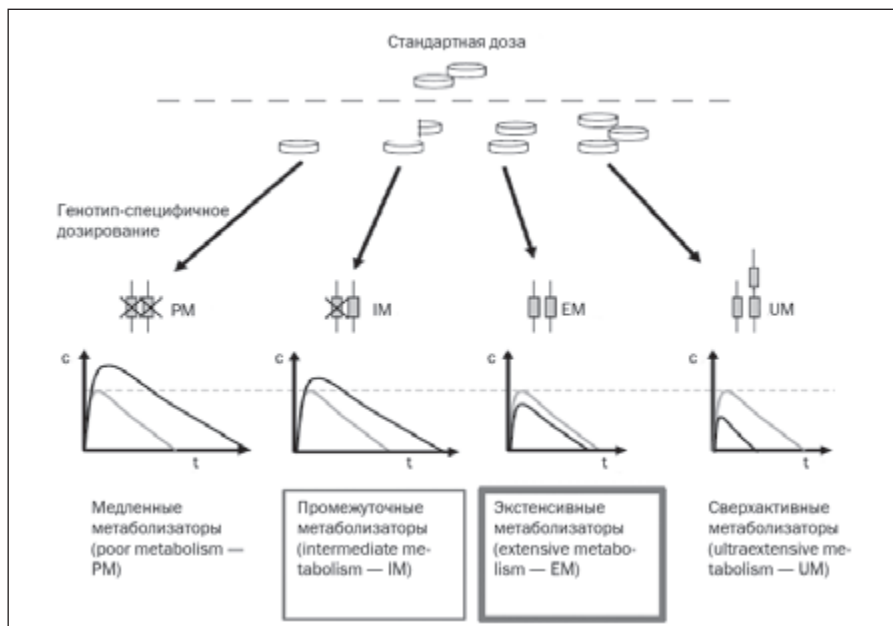 Стандартная доза
Генотип-специфичное
дозирование
PM
IM
EM
UM
c
c
c
c
t
t
t
t
Медленные
метаболизаторы
(poor metabolism —
PM)
Промежуточные
метаболизаторы
(intermediate me-
tabolism — IM)
Экстенсивные
метаболизаторы
(extensive metabo-
lism — EM)
Сверхактивные
метаболизаторы
(ultraextensive me-
tabolism — UM)